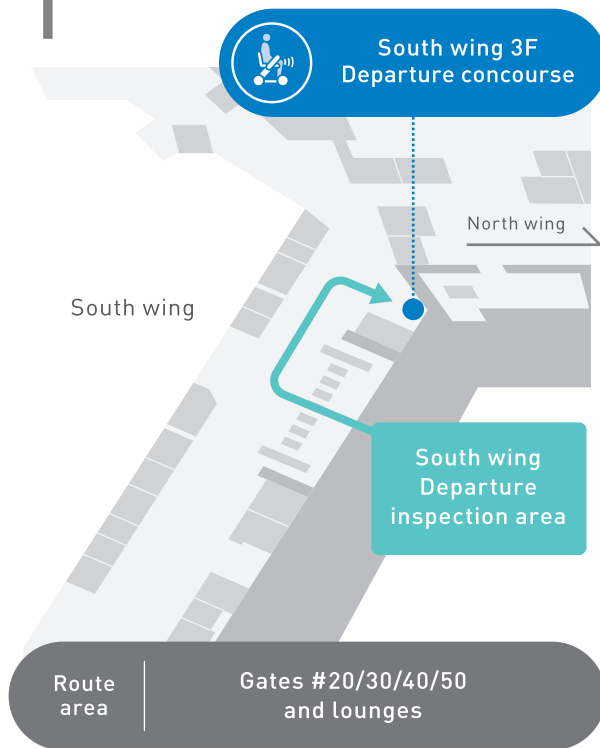 South wing 3F
Departure concourse
North wing
South wing
South wing
Departure
inspection area
Route
area
Gates #20/30/40/50
and lounges